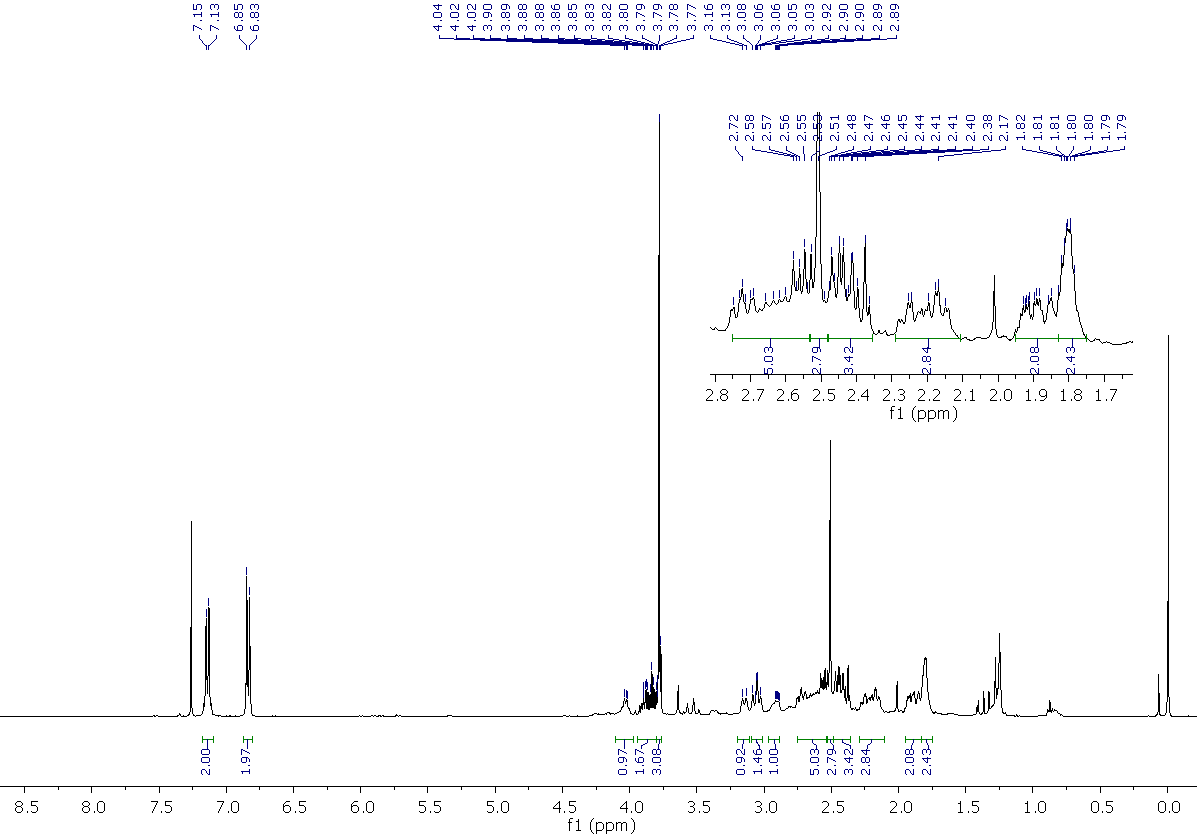 7.15 7.13 6.85 6.83 4.04 4.02 4.02 3.90 3.89 3.88 3.88 3.86 3.85 3.83 3.82 3.80 3.79 3.79 3.78 3.77 3.16 3.13 3.08 3.06 3.06 3.05 3.03 2.92 2.90 2.90 2.89 2.89
2.72 2.58 2.57 2.56 2.55 2.51 2.48 2.47 2.46 2.45 2.44 2.41 2.41 2.40 2.38 2.17 1.82 1.81 1.81 1.80 1.80 1.79 1.79
5.03 2.79 3.42 2.84 2.08 2.43
2.8 2.7 2.6 2.5 2.4 2.3 2.2 2.1 2.0 1.9 1.8 1.7
f1 (ppm)
2.00 1.97 0.97 1.67 3.08 0.92 1.46 1.00 5.03 2.79 3.42 2.84 2.08 2.43
8.5 8.0 7.5 7.0 6.5 6.0 5.5 5.0 4.5 4.0 3.5 3.0 2.5 2.0 1.5 1.0 0.5 0.0
f1 (ppm)